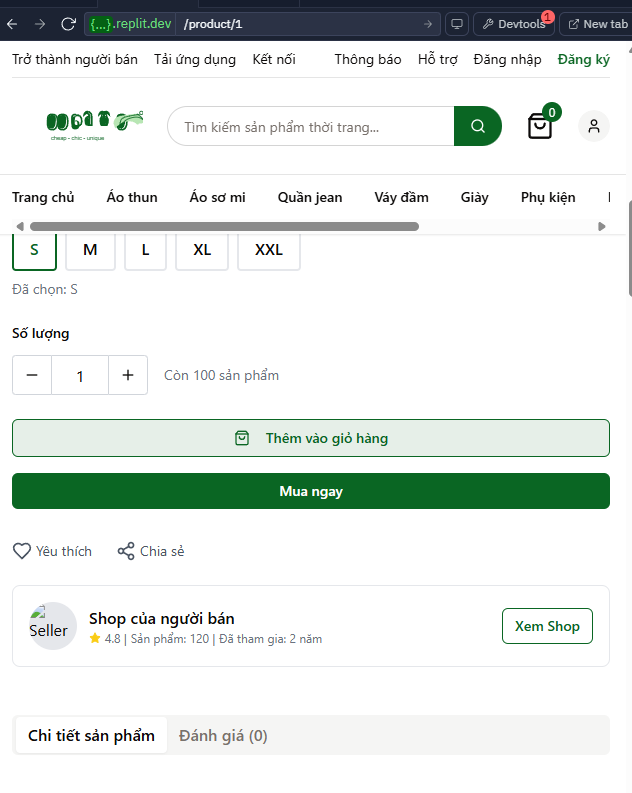 {...}.replit.dev /product/1 Devtools 1 New tab
Trở thành người bán Tải ứng dụng Kết nối Thông báo Hỗ trợ Đăng nhập Đăng ký
cheap - chic - unique
Tìm kiếm sản phẩm thời trang...
0
Trang chủ Áo thun Áo sơ mi Quần jean Váy đầm Giày Phụ kiện
S M L XL XXL
Đã chọn: S
Số lượng
− 1 + Còn 100 sản phẩm
Thêm vào giỏ hàng
Mua ngay
Yêu thích Chia sẻ
Seller
Shop của người bán
4.8 | Sản phẩm: 120 | Đã tham gia: 2 năm
Xem Shop
Chi tiết sản phẩm Đánh giá (0)